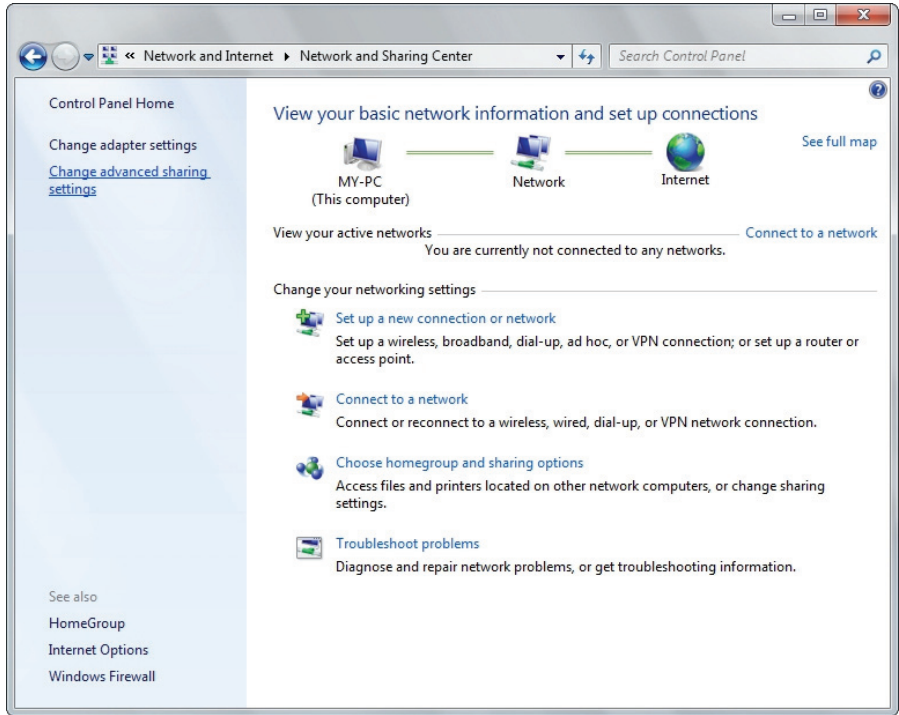 « Network and Internet ▸ Network and Sharing Center
Search Control Panel
Control Panel Home
Change adapter settings
Change advanced sharing
settings
See also
HomeGroup
Internet Options
Windows Firewall
View your basic network information and set up connections
See full map
MY-PC
(This computer)
Network
Internet
View your active networks
Connect to a network
You are currently not connected to any networks.
Change your networking settings
Set up a new connection or network
Set up a wireless, broadband, dial-up, ad hoc, or VPN connection; or set up a router or
access point.
Connect to a network
Connect or reconnect to a wireless, wired, dial-up, or VPN network connection.
Choose homegroup and sharing options
Access files and printers located on other network computers, or change sharing
settings.
Troubleshoot problems
Diagnose and repair network problems, or get troubleshooting information.